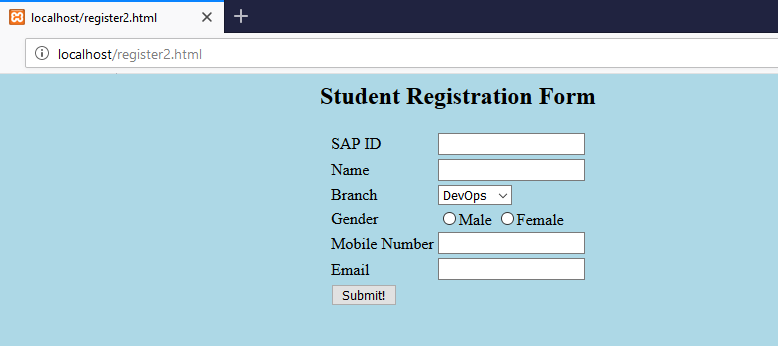 localhost/register2.html
localhost/register2.html
Student Registration Form
SAP ID
Name
Branch DevOps
Gender Male Female
Mobile Number
Email
Submit!